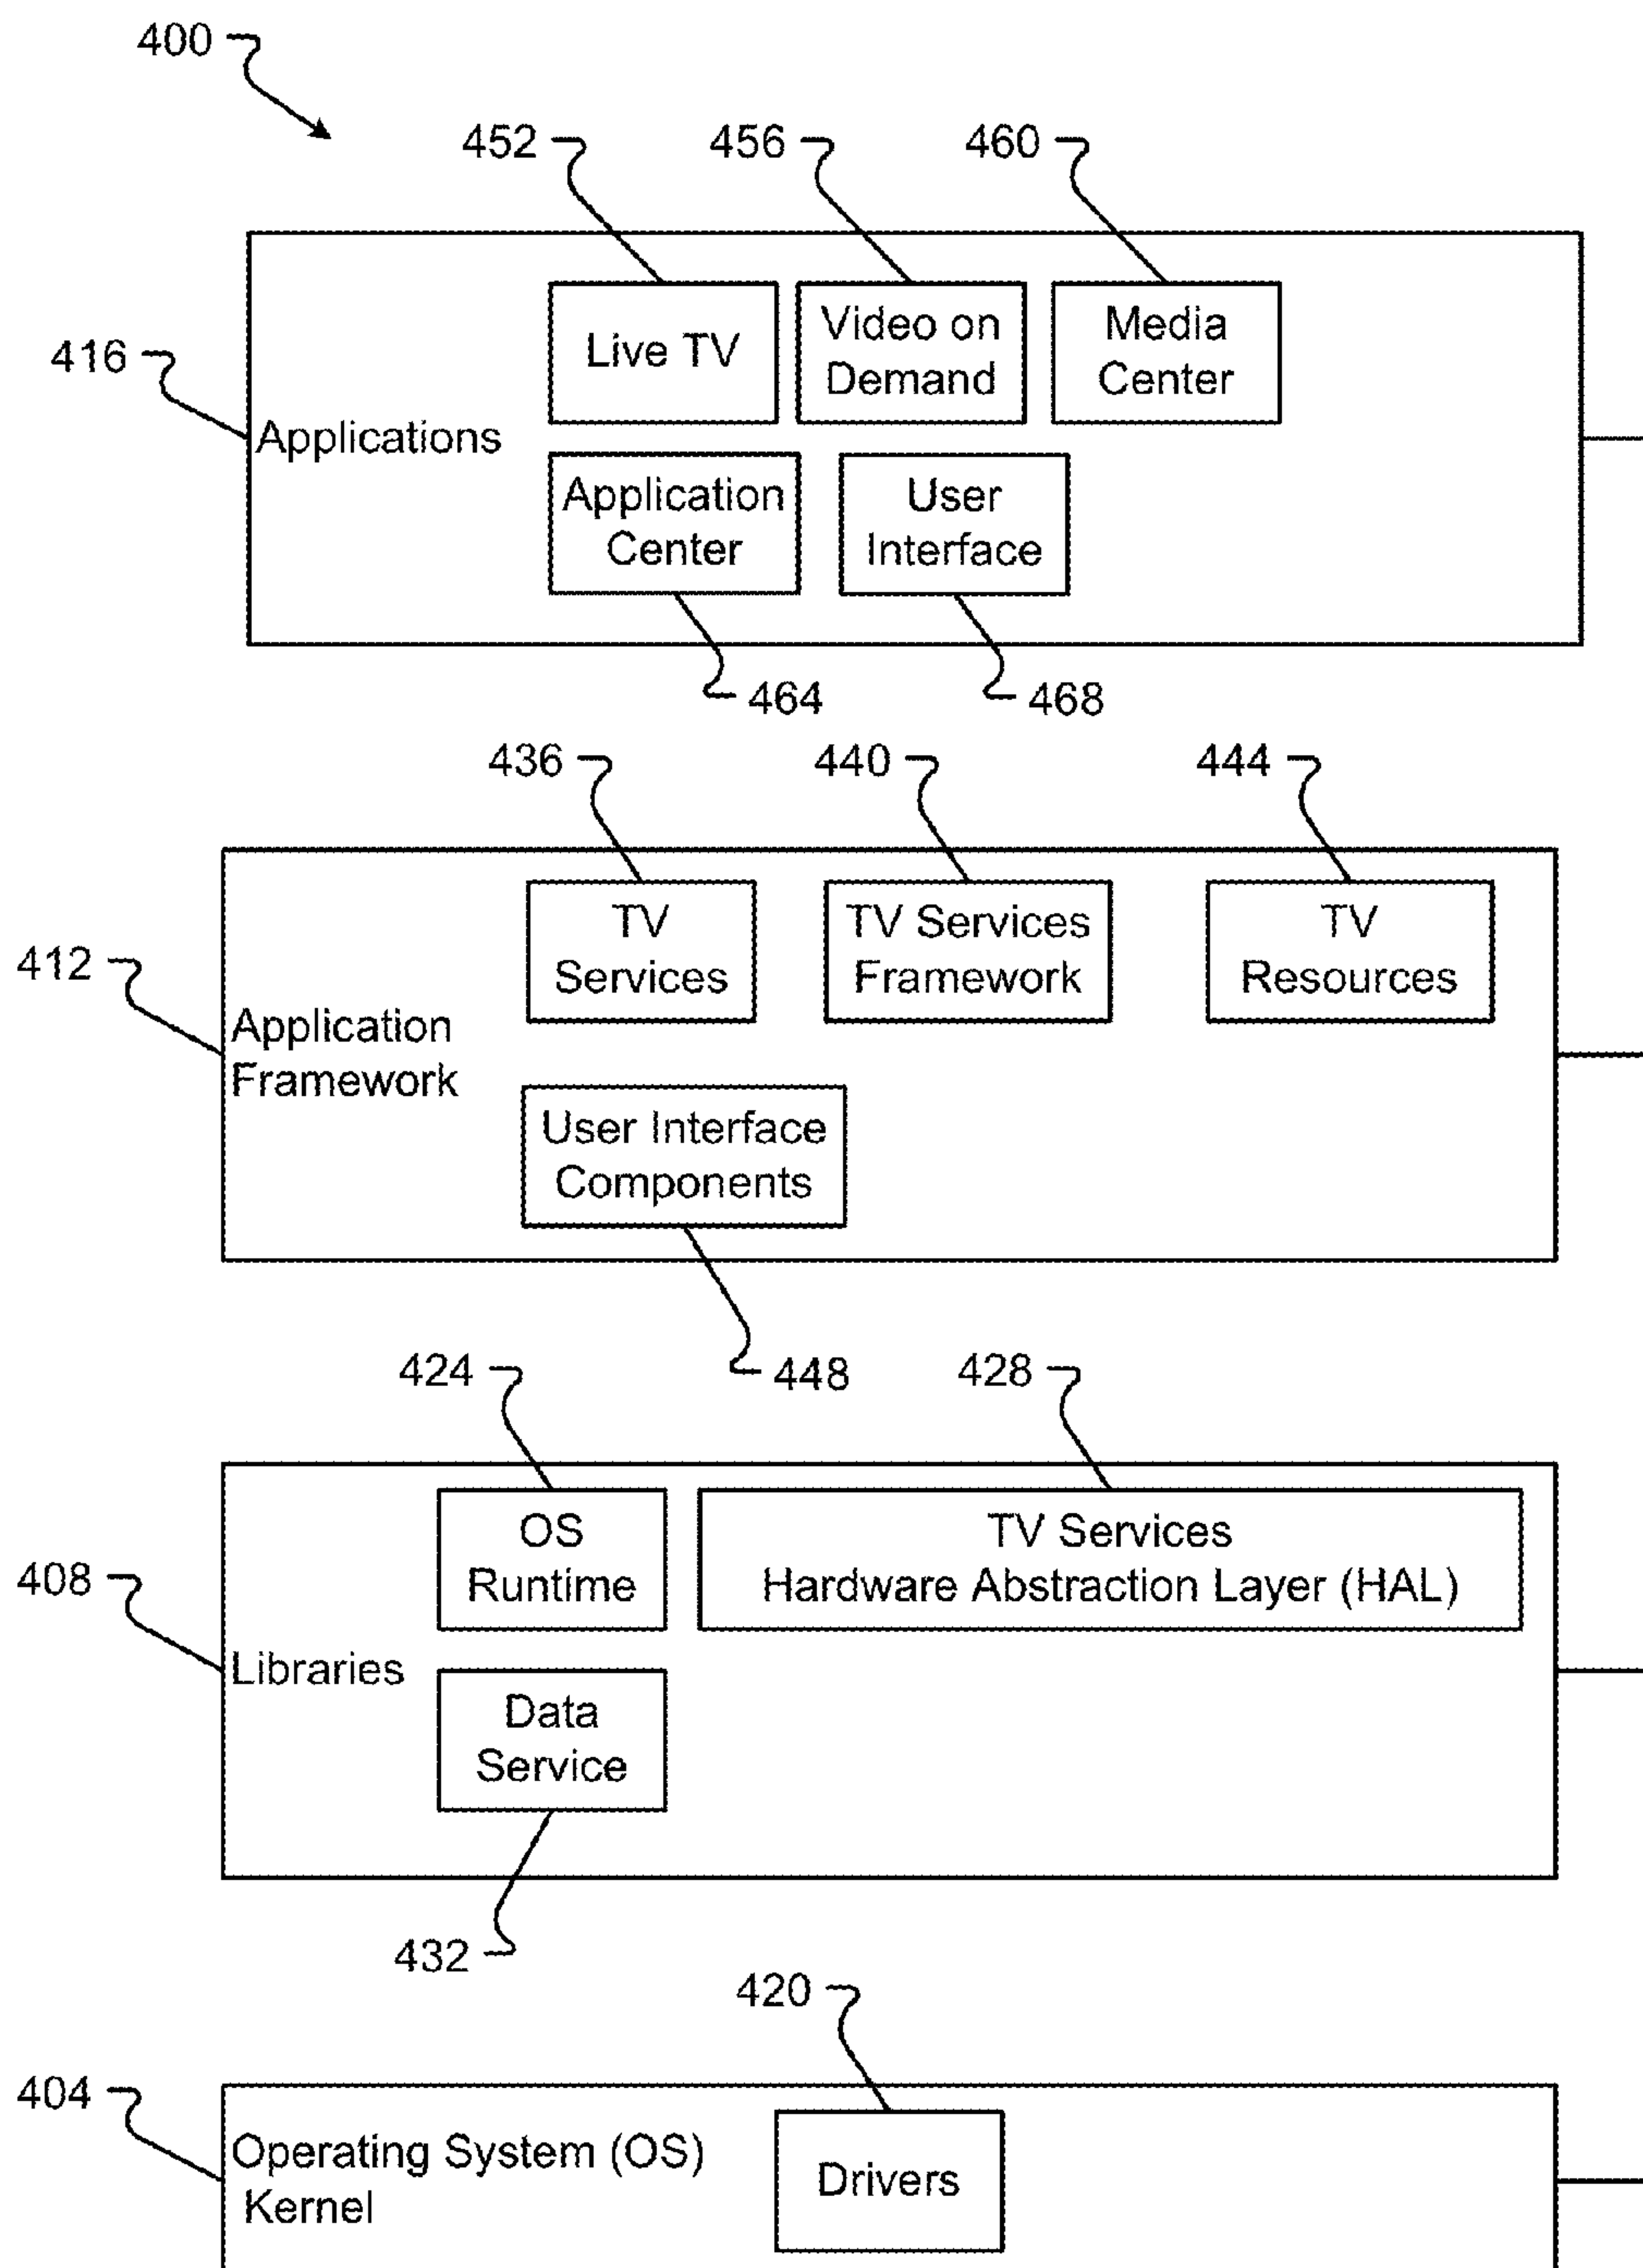 400
452
456
460
416
Applications
Live TV
Video on
Demand
Media
Center
Application
Center
User
Interface
464
468
436
440
444
412
Application
Framework
TV
Services
TV Services
Framework
TV
Resources
User Interface
Components
448
424
428
408
Libraries
OS
Runtime
TV Services
Hardware Abstraction Layer (HAL)
Data
Service
432
420
404
Operating System (OS)
Kernel
Drivers